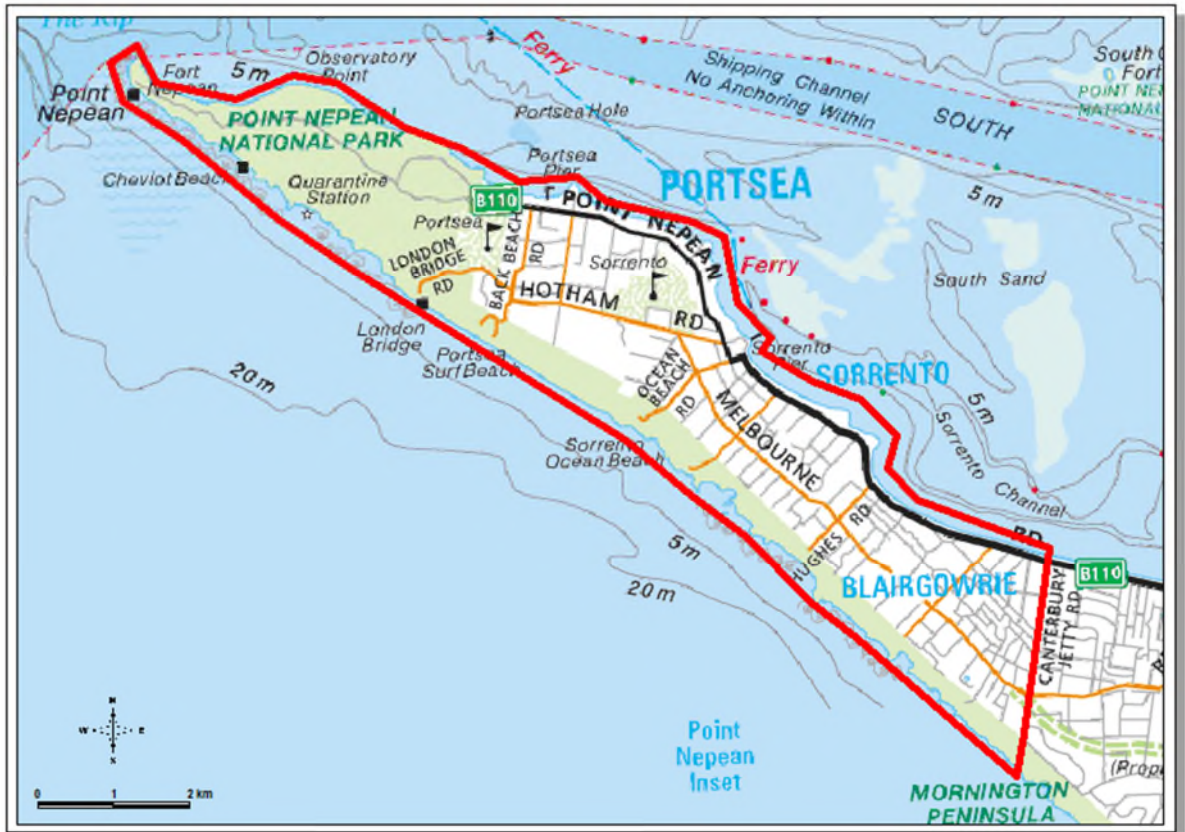 The Rip
Fort
Nepean
5 m
Observatory
Point
Point
Nepean
POINT NEPEAN
NATIONAL PARK
Cheviot Beach
Quarantine
Station
Ferry
Shipping Channel
No Anchoring Within
SOUTH
South
Fort
POINT NE
NATIONAL
Portsea Hole
Portsea
Pier
PORTSEA
5 m
B110
POINT NEPEAN
Portsea
LONDON
BRIDGE
RD
BACK BEACH
RD
Sorrento
Ferry
South Sand
HOTHAM
RD
London
Bridge
Portsea
Surf Beach
20 m
Sorrento
Pier
SORRENTO
OCEAN
BEACH
RD
MELBOURNE
5 m
Sorrento Channel
Sorrento
Ocean Beach
HUGHES
RD
RD
5 m
20 m
BLAIRGOWRIE
B110
CANTERBURY
JETTY RD
Point
Nepean
Inset
(Prop
MORNINGTON
PENINSULA
N
W
E
S
0
1
2 km